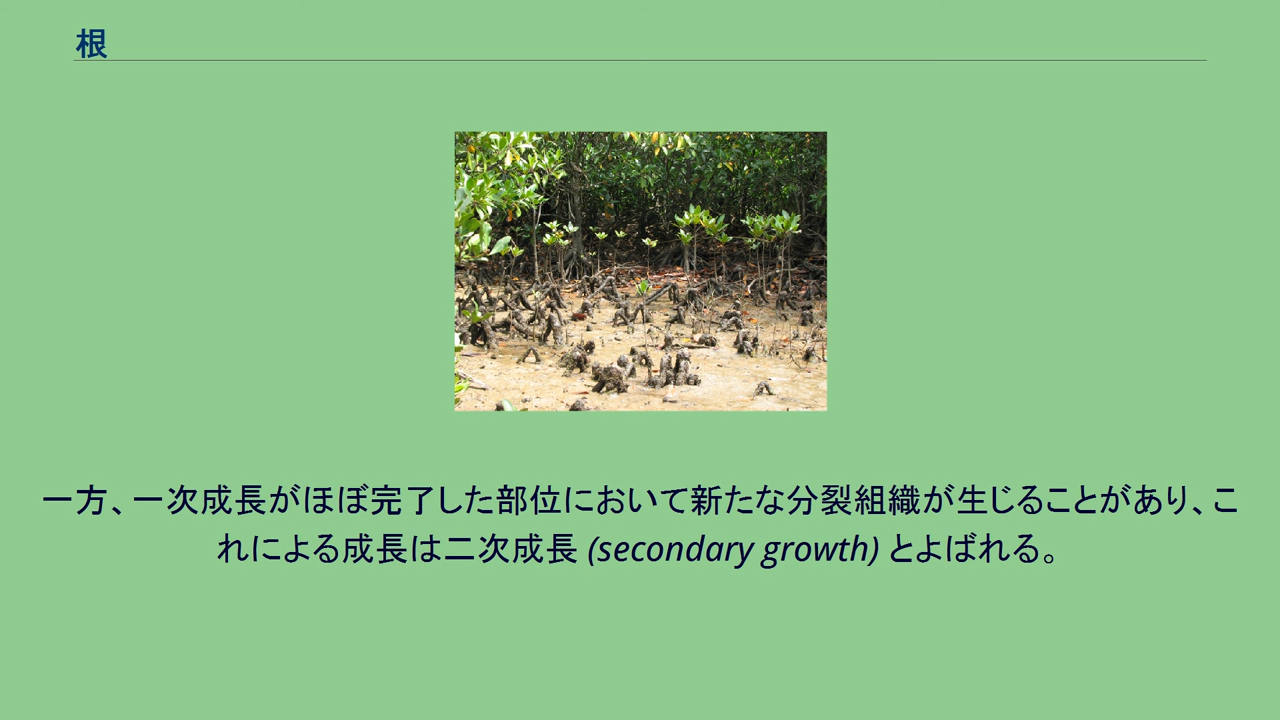 根
一方、一次成長がほぼ完了した部位において新たな分裂組織が生じることがあり、こ
れによる成長は二次成長 (secondary growth) とよばれる。